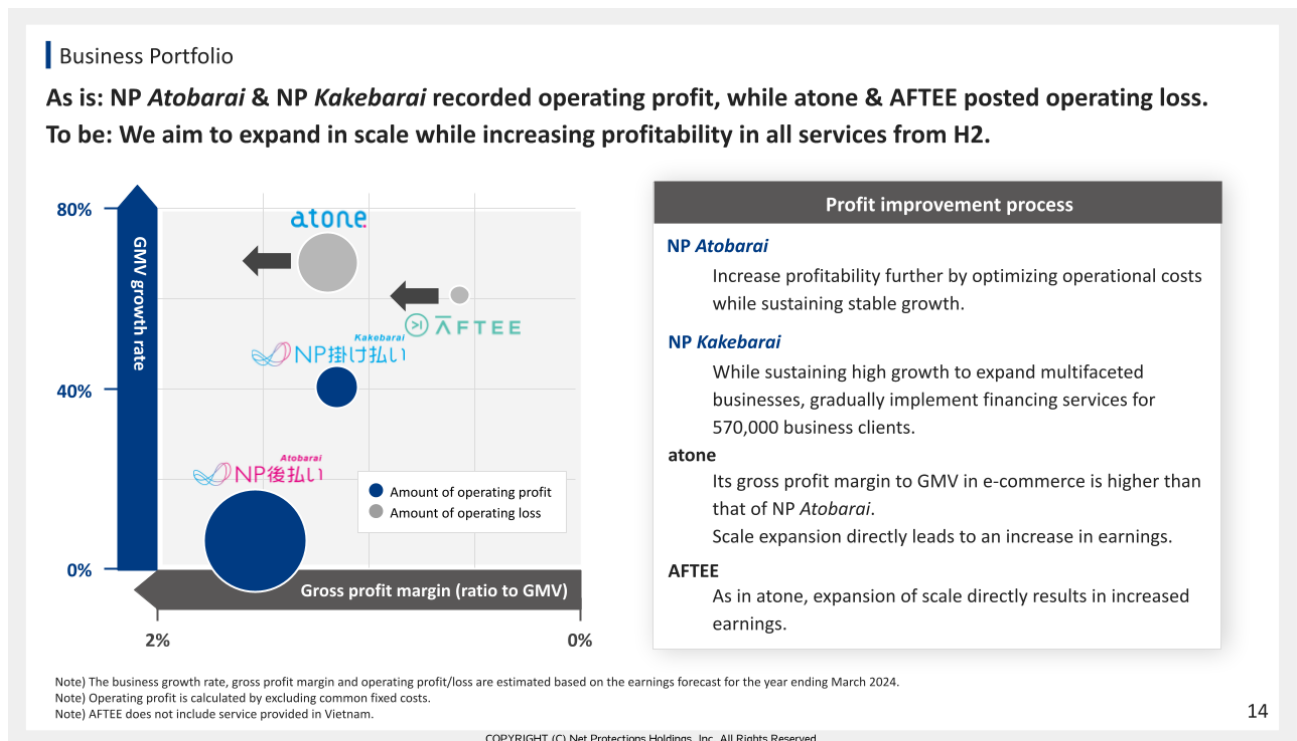 Business Portfolio
As is: NP Atobarai & NP Kakebarai recorded operating profit, while atone & AFTEE posted operating loss.
To be: We aim to expand in scale while increasing profitability in all services from H2.
80%
40%
0%
GMV growth rate
atone
AFTEE
Kakebarai
NP掛け払い
Atobarai
NP後払い
Amount of operating profit
Amount of operating loss
Gross profit margin (ratio to GMV)
2%
0%
Profit improvement process
NP Atobarai
Increase profitability further by optimizing operational costs
while sustaining stable growth.
NP Kakebarai
While sustaining high growth to expand multifaceted
businesses, gradually implement financing services for
570,000 business clients.
atone
Its gross profit margin to GMV in e-commerce is higher than
that of NP Atobarai.
Scale expansion directly leads to an increase in earnings.
AFTEE
As in atone, expansion of scale directly results in increased
earnings.
Note) The business growth rate, gross profit margin and operating profit/loss are estimated based on the earnings forecast for the year ending March 2024.
Note) Operating profit is calculated by excluding common fixed costs.
Note) AFTEE does not include service provided in Vietnam.
14
COPYRIGHT (C) Net Protections Holdings, Inc. All Rights Reserved.